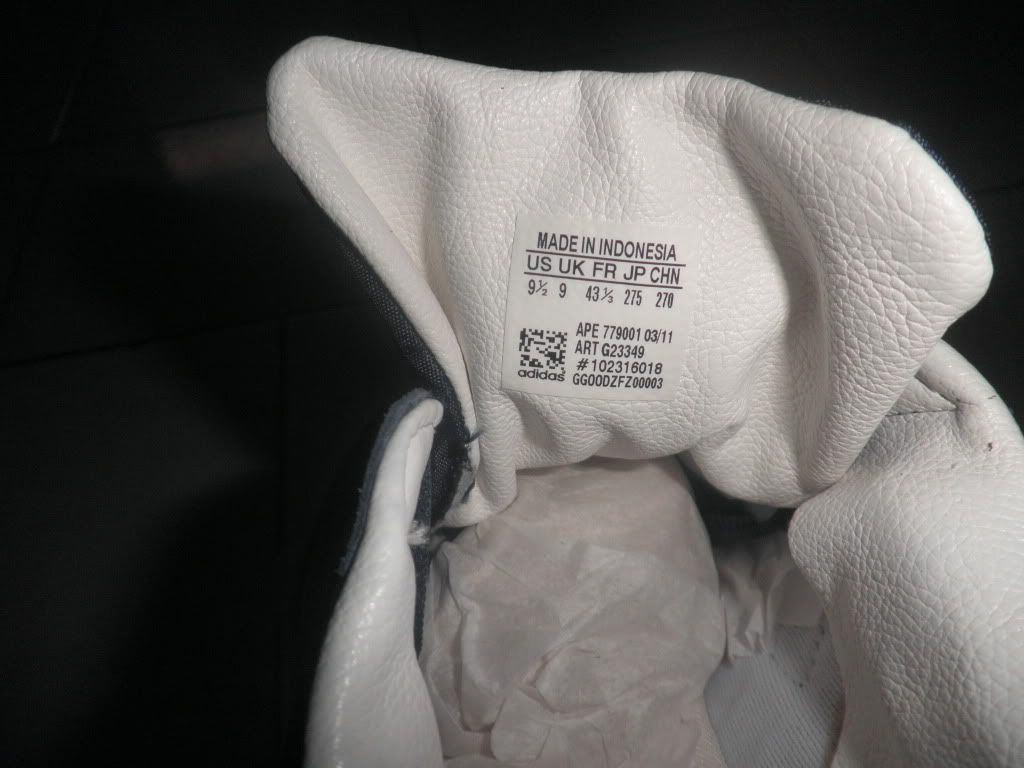 MADE IN INDONESIA
US UK FR JP CHN
9½ 9 43⅓ 275 270
APE 779001 03/11
ART G23349
#102316018
adidas GGOODZFZ00003